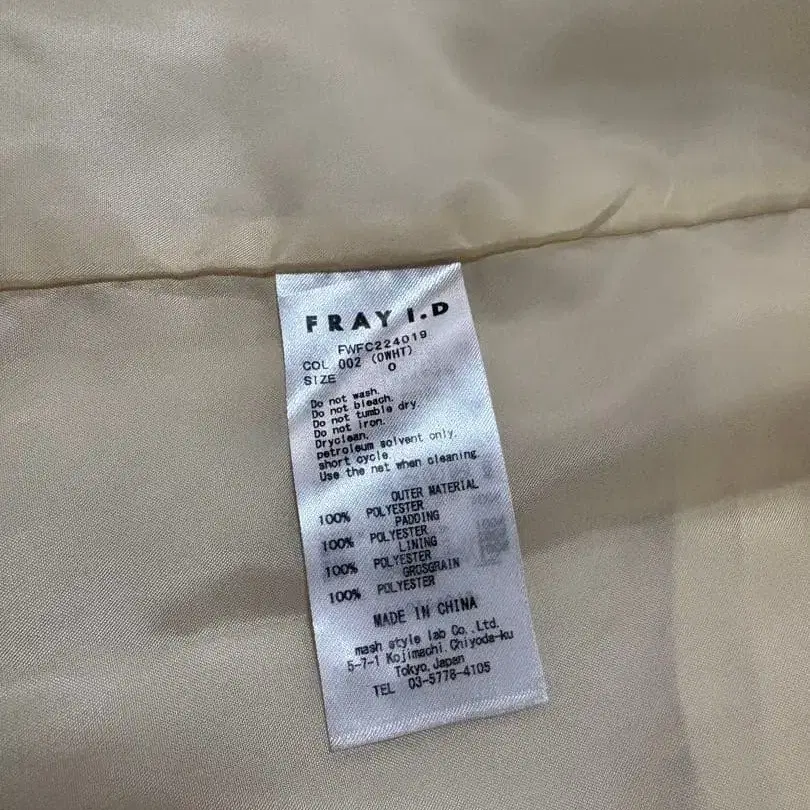 FRAY I.D
FWFC224019
COL 002 (OWHT)
SIZE 0
Do not wash.
Do not bleach.
Do not tumble dry.
Do not iron.
Dryclean.
petroleum solvent only.
short cycle.
Use the net when cleaning
OUTER MATERIAL
100% POLYESTER
PADDING
100% POLYESTER
LINING
100% POLYESTER
GROSGRAIN
100% POLYESTER
MADE IN CHINA
mash style lab Co.,Ltd.
5-7-1 Kojimachi,Chiyoda-ku
Tokyo,Japan
TEL 03-5778-4105